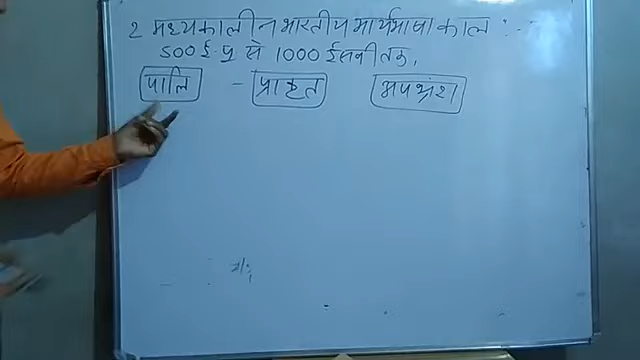 2 मध्यकालीन भारतीय आर्यभाषा काल :-
500 ई.पू से 1000 ईसवी तक,
पालि - प्राकृत अपभ्रंश